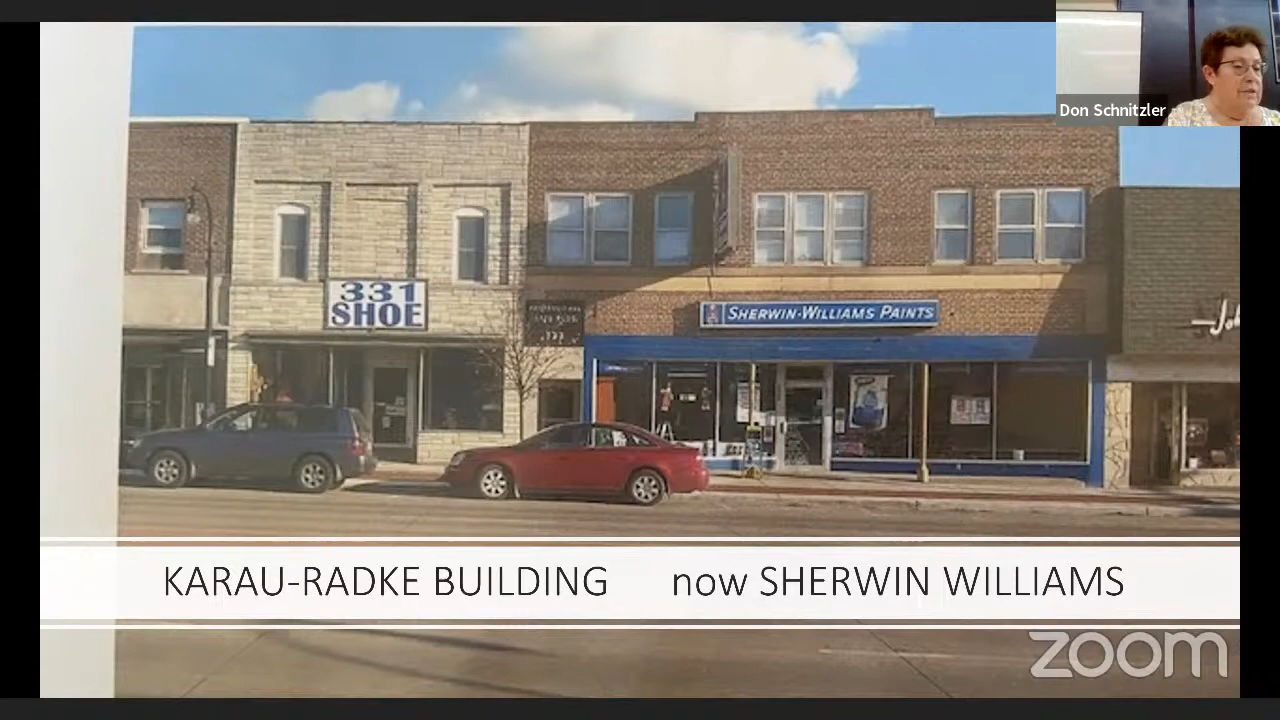 Don Schnitzler
331
SHOE
SHERWIN-WILLIAMS PAINTS
KARAU-RADKE BUILDING now SHERWIN WILLIAMS
zoom